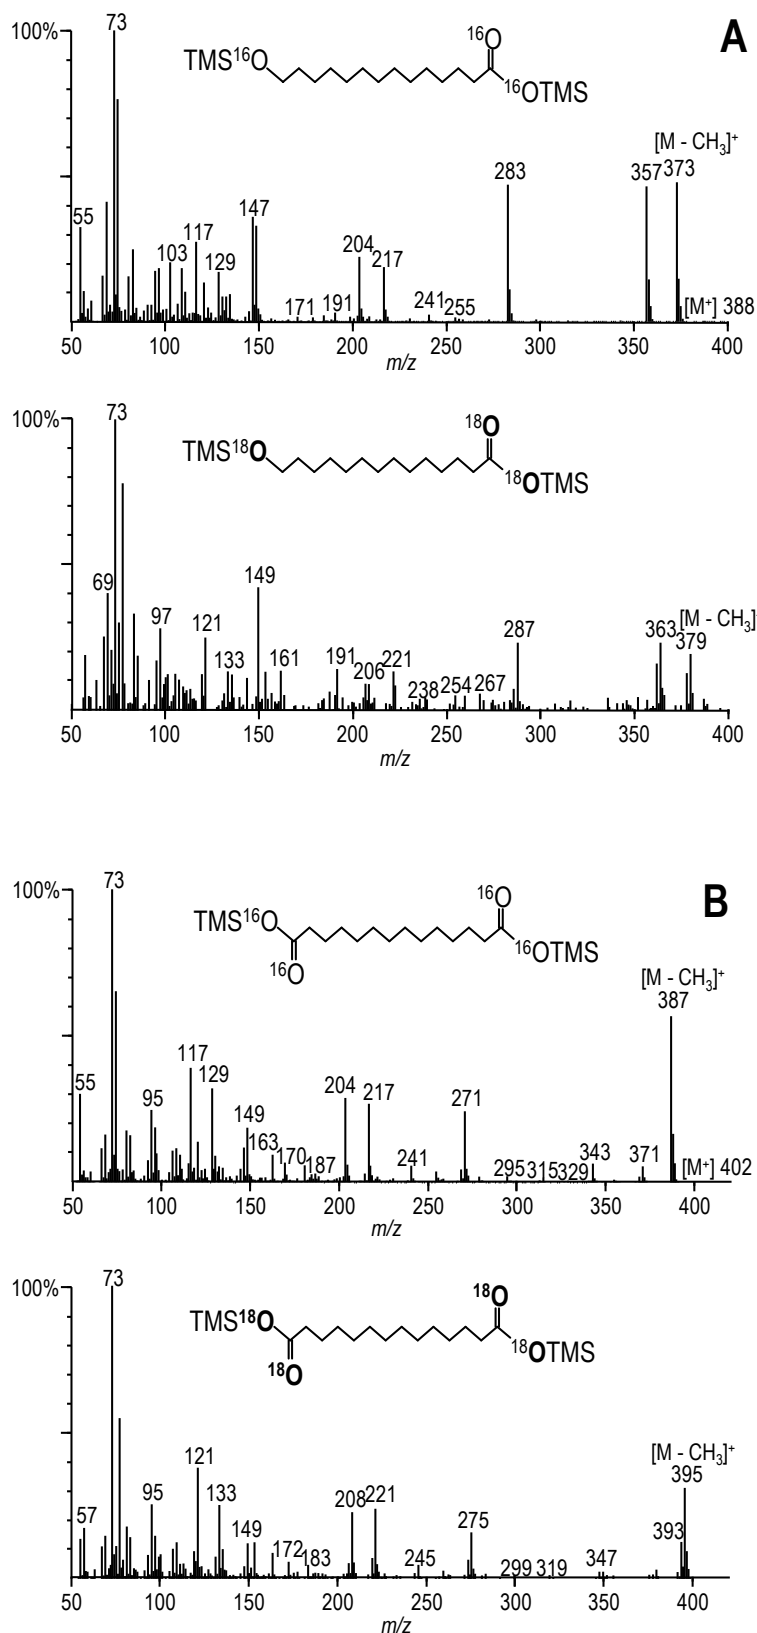 A
100%
73
TMS¹⁶O
¹⁶O
¹⁶OTMS
[M - CH₃]⁺
283
357
373
55
147
117
103
129
204
217
171
191
241
255
[M⁺] 388
50 100 150 200 250 300 350 400
m/z
100%
73
TMS¹⁸O
¹⁸O
¹⁸OTMS
69
149
97
121
133
161
191
206
221
238
254
267
287
363
[M - CH₃]
379
50 100 150 200 250 300 350 400
m/z
B
100%
73
TMS¹⁶O
¹⁶O
¹⁶O
¹⁶OTMS
[M - CH₃]⁺
387
55
95
117
129
149
163
170
187
204
217
241
271
295
315
329
343
371
[M⁺] 402
50 100 150 200 250 300 350 400
m/z
100%
73
TMS¹⁸O
¹⁸O
¹⁸O
¹⁸OTMS
[M - CH₃]⁺
395
57
95
121
133
149
172
183
208
221
245
275
299
319
347
393
50 100 150 200 250 300 350 400
m/z